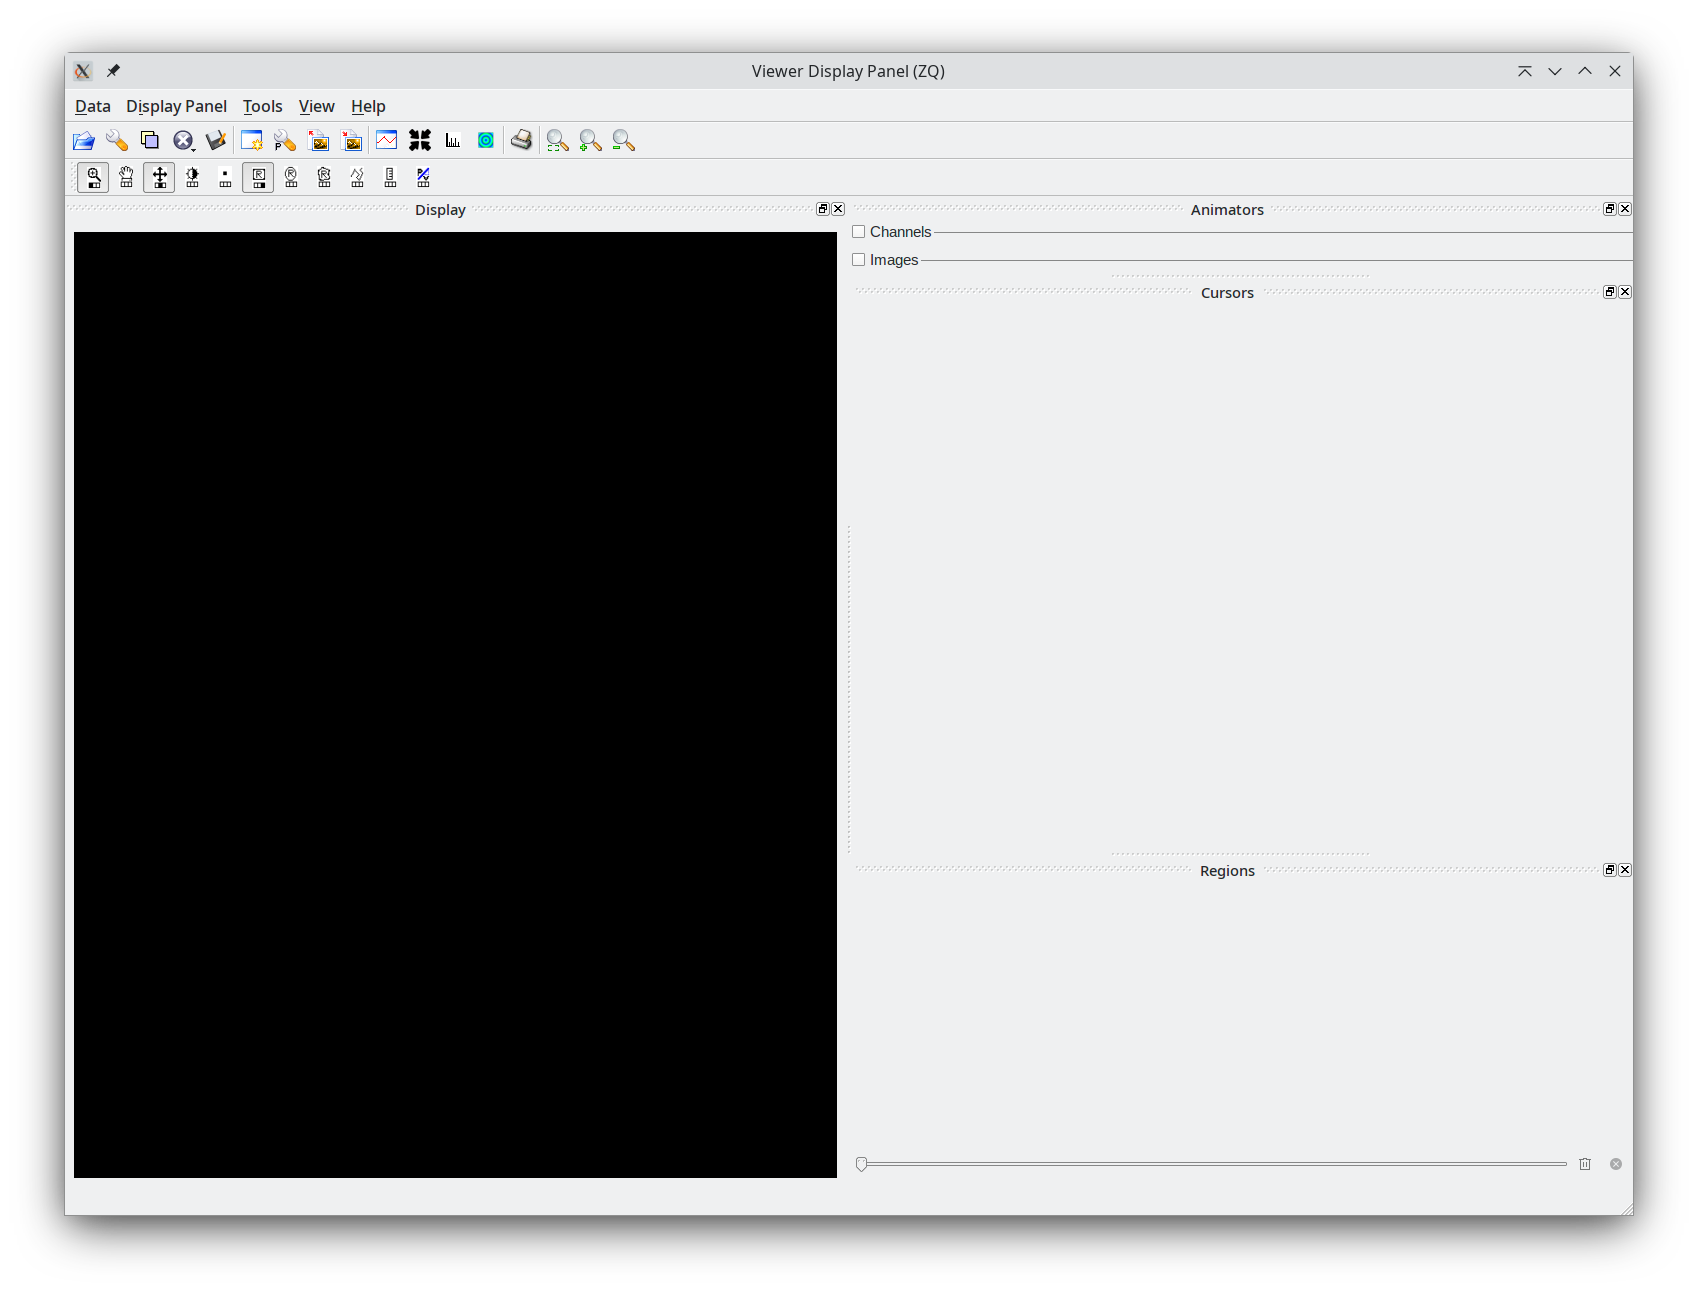 Viewer Display Panel (ZQ)
Data Display Panel Tools View Help
Display
Animators
Channels
Images
Cursors
Regions